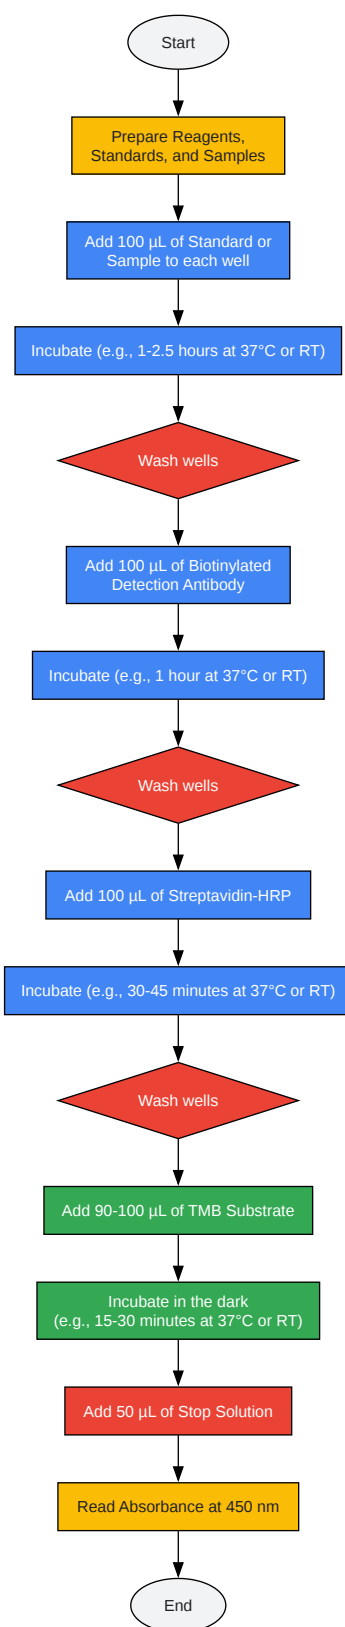 Start
Prepare Reagents,
Standards, and Samples
Add 100 µL of Standard or
Sample to each well
Incubate (e.g., 1-2.5 hours at 37°C or RT)
Wash wells
Add 100 µL of Biotinylated
Detection Antibody
Incubate (e.g., 1 hour at 37°C or RT)
Wash wells
Add 100 µL of Streptavidin-HRP
Incubate (e.g., 30-45 minutes at 37°C or RT)
Wash wells
Add 90-100 µL of TMB Substrate
Incubate in the dark
(e.g., 15-30 minutes at 37°C or RT)
Add 50 µL of Stop Solution
Read Absorbance at 450 nm
End